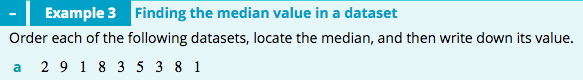 – Example 3 Finding the median value in a dataset
Order each of the following datasets, locate the median, and then write down its value.
a 2 9 1 8 3 5 3 8 1